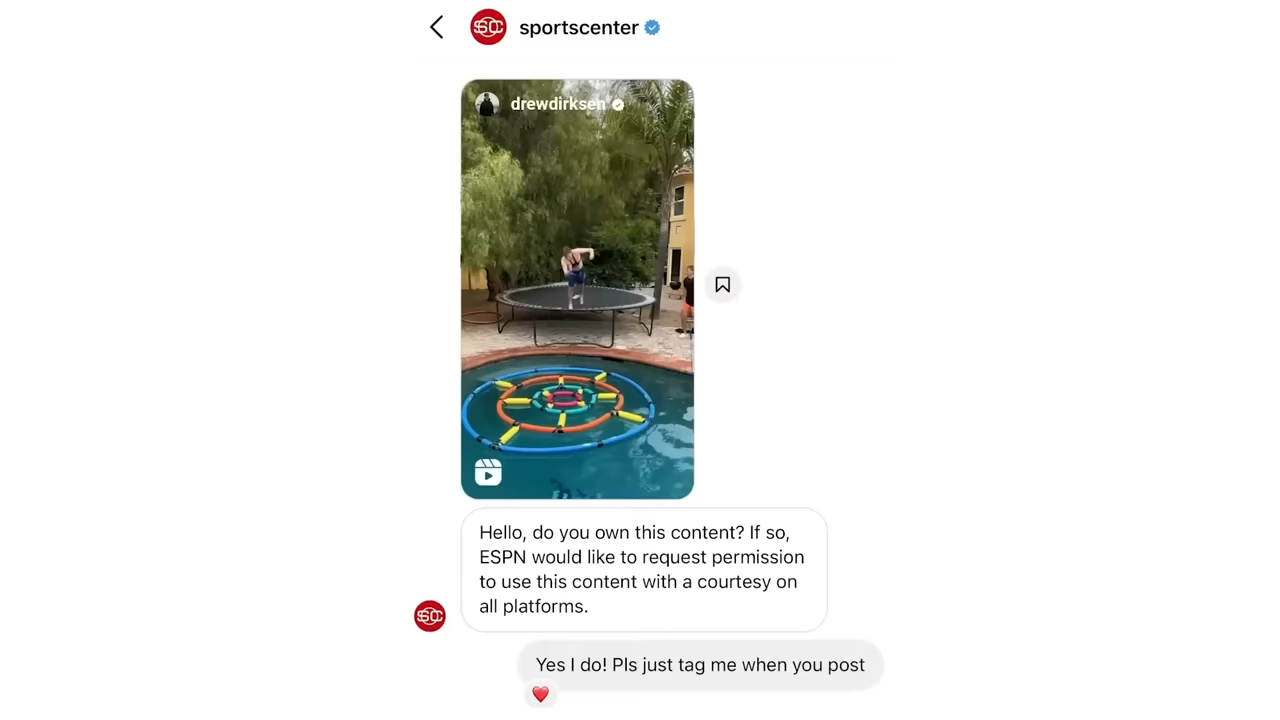 sportscenter
drewdirksen
Hello, do you own this content? If so,
ESPN would like to request permission
to use this content with a courtesy on
all platforms.
Yes I do! Pls just tag me when you post